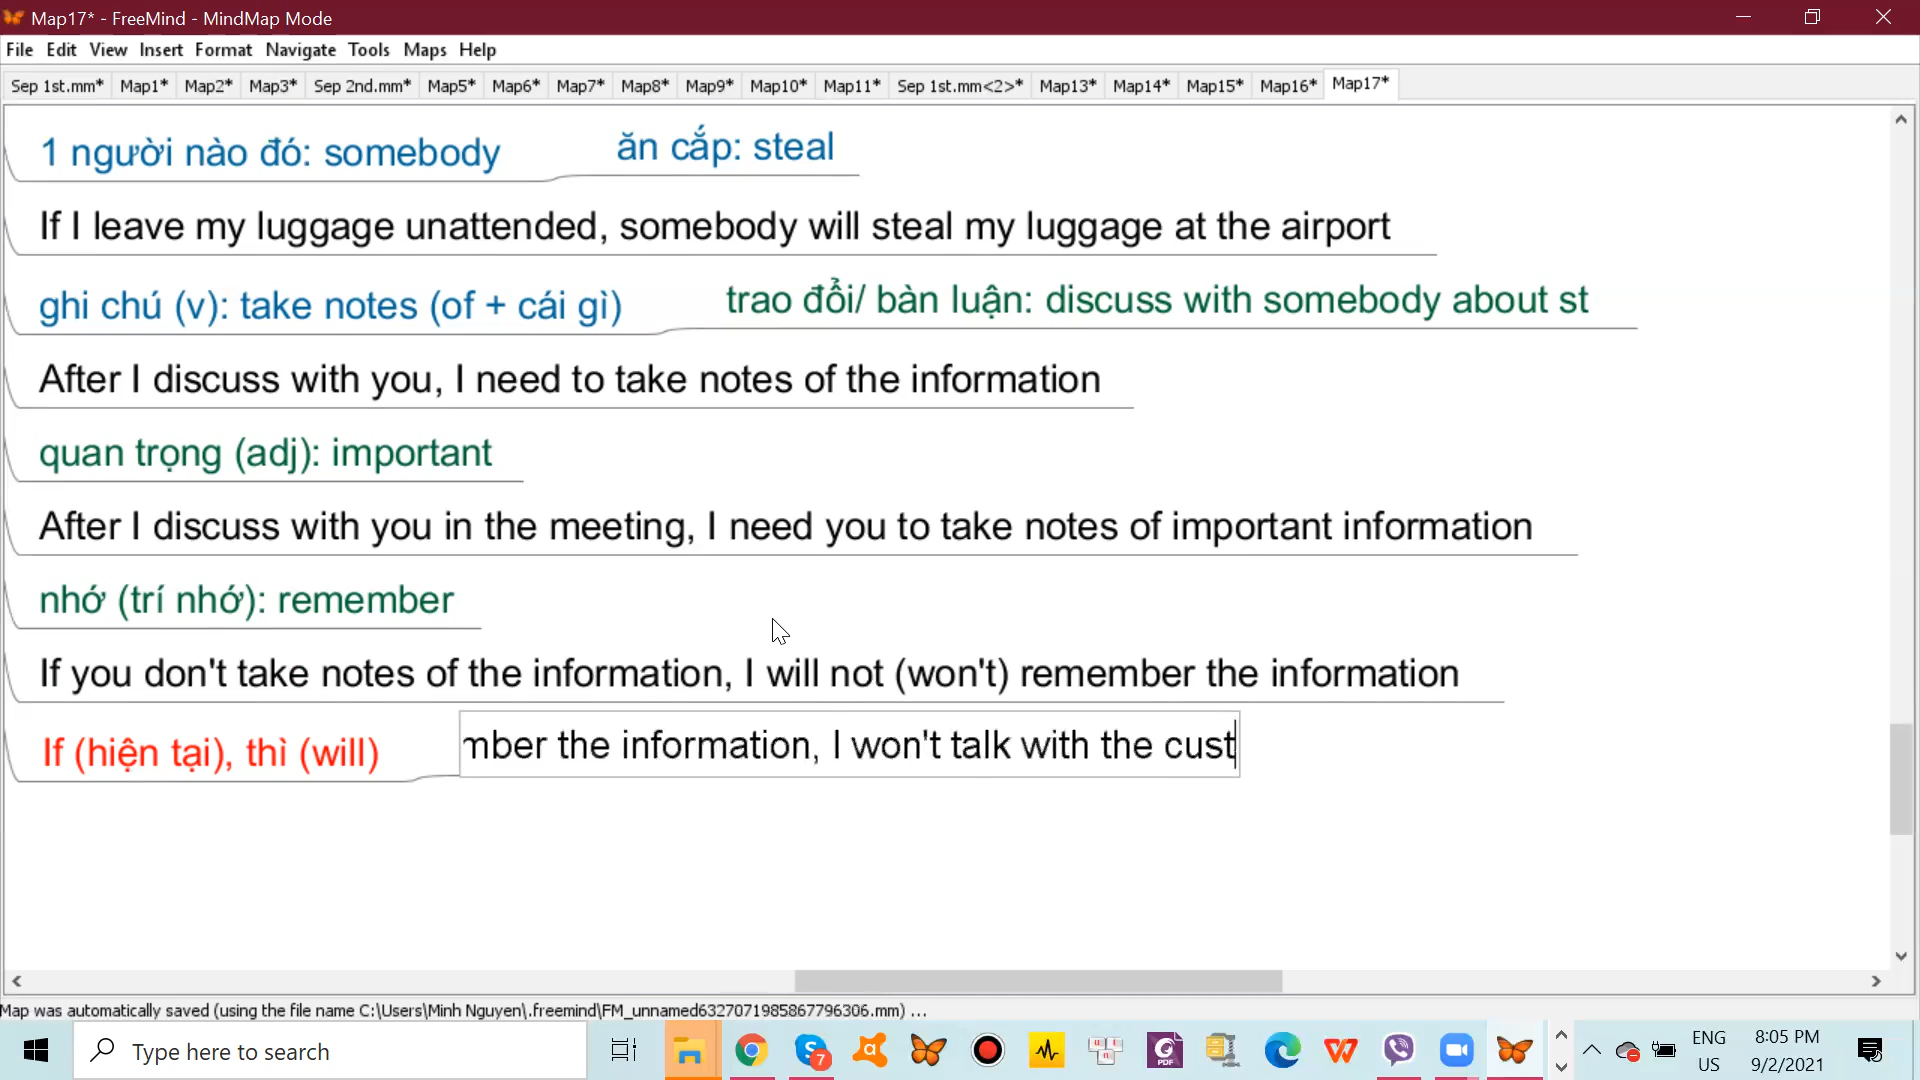 Map17* - FreeMind - MindMap Mode
File Edit View Insert Format Navigate Tools Maps Help
Sep 1st.mm* Map1* Map2* Map3* Sep 2nd.mm* Map5* Map6* Map7* Map8* Map9* Map10* Map11* Sep 1st.mm<2>* Map13* Map14* Map15* Map16* Map17*
1 người nào đó: somebody ăn cắp: steal
If I leave my luggage unattended, somebody will steal my luggage at the airport
ghi chú (v): take notes (of + cái gì) trao đổi/ bàn luận: discuss with somebody about st
After I discuss with you, I need to take notes of the information
quan trọng (adj): important
After I discuss with you in the meeting, I need you to take notes of important information
nhớ (trí nhớ): remember
If you don't take notes of the information, I will not (won't) remember the information
If (hiện tại), thì (will) mber the information, I won't talk with the cust
Map was automatically saved (using the file name C:\Users\Minh Nguyen\.freemind\FM_unnamed6327071985867796306.mm) ...
Type here to search 7 PDF ENG 8:05 PM
US 9/2/2021